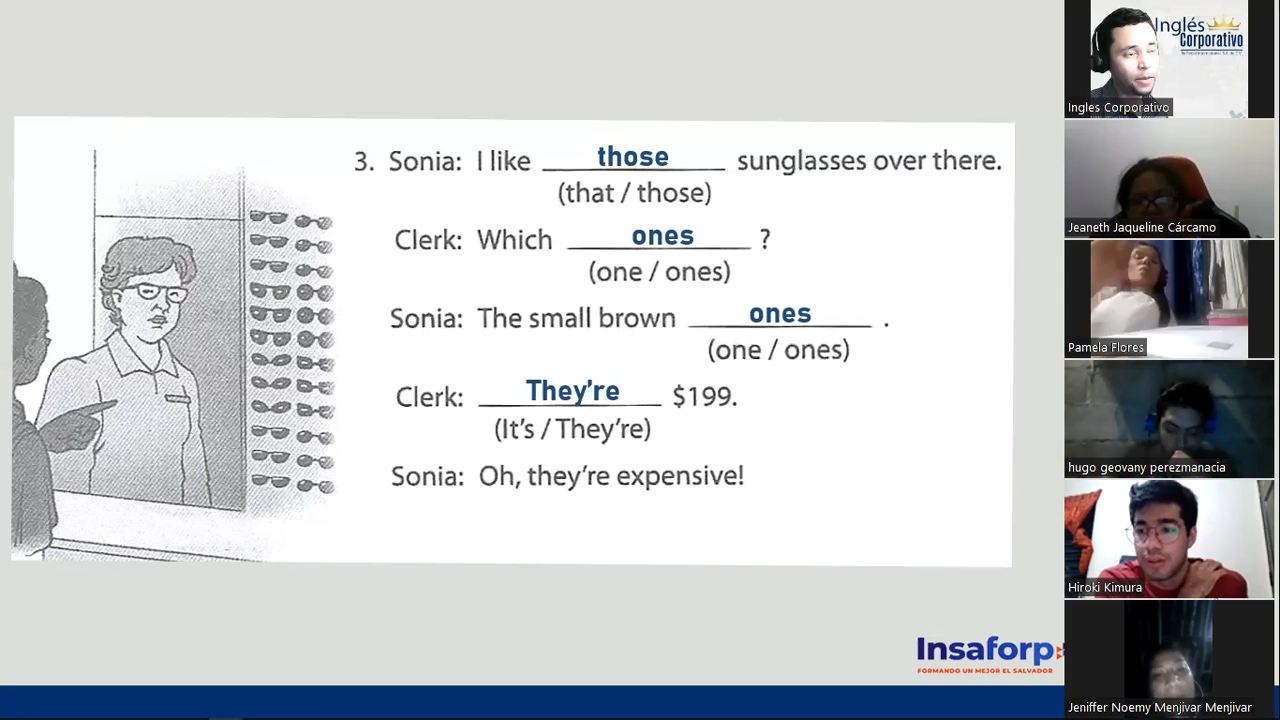 3. Sonia: I like those sunglasses over there.
(that / those)
Clerk: Which ones ?
(one / ones)
Sonia: The small brown ones .
(one / ones)
Clerk: They're $199.
(It's / They're)
Sonia: Oh, they're expensive!
Insaforp
FORMANDO UN MEJOR EL SALVADOR
Inglés
Corporativo
Ingles Corporativo
Jeaneth Jaqueline Cárcamo
Pamela Flores
hugo geovany perezmanacia
Hiroki Kimura
Jeniffer Noemy Menjivar Menjivar